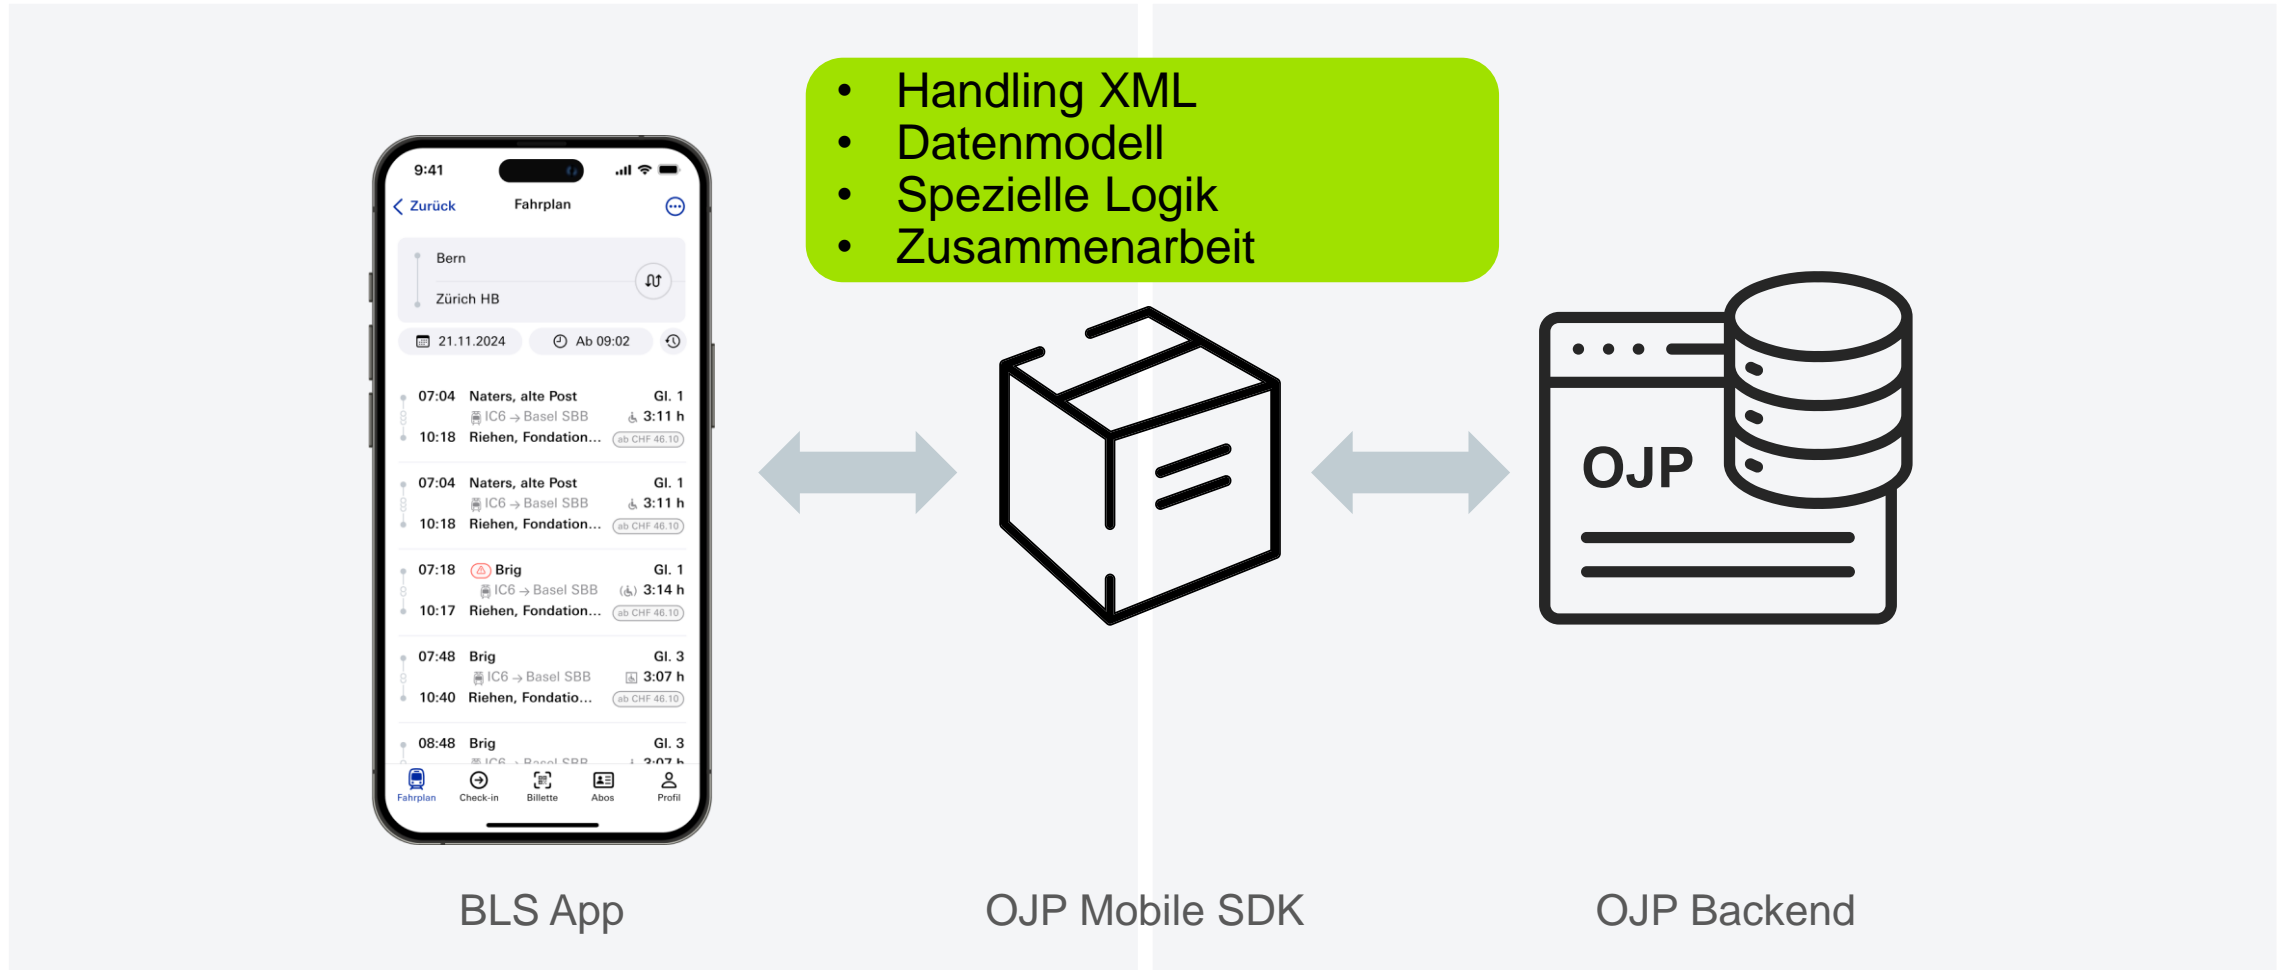 • Handling XML
• Datenmodell
• Spezielle Logik
• Zusammenarbeit
9:41
Zurück Fahrplan
Bern
Zürich HB
21.11.2024 Ab 09:02
07:04 Naters, alte Post Gl. 1
IC6 → Basel SBB 3:11 h
10:18 Riehen, Fondation... ab CHF 46.10
07:04 Naters, alte Post Gl. 1
IC6 → Basel SBB 3:11 h
10:18 Riehen, Fondation... ab CHF 46.10
07:18 Brig Gl. 1
IC6 → Basel SBB 3:14 h
10:17 Riehen, Fondation... ab CHF 46.10
07:48 Brig Gl. 3
IC6 → Basel SBB 3:07 h
10:40 Riehen, Fondatio... ab CHF 46.10
08:48 Brig Gl. 3
IC6 → Basel SBB 3:07 h
Fahrplan Check-in Billette Abos Profil
OJP
BLS App
OJP Mobile SDK
OJP Backend